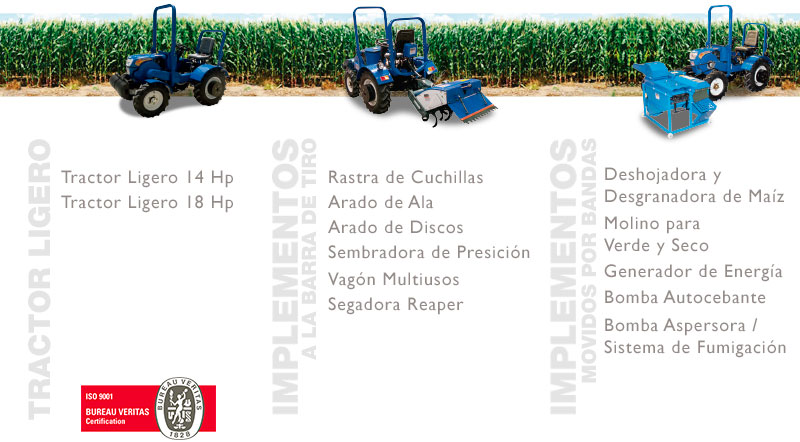 TRACTOR LIGERO
Tractor Ligero 14 Hp
Tractor Ligero 18 Hp
IMPLEMENTOS
A LA BARRA DE TIRO
Rastra de Cuchillas
Arado de Ala
Arado de Discos
Sembradora de Presición
Vagón Multiusos
Segadora Reaper
IMPLEMENTOS
MOVIDOS POR BANDAS
Deshojadora y
Desgranadora de Maíz
Molino para
Verde y Seco
Generador de Energía
Bomba Autocebante
Bomba Aspersora /
Sistema de Fumigación
ISO 9001
BUREAU VERITAS
Certification
BUREAU VERITAS
1828